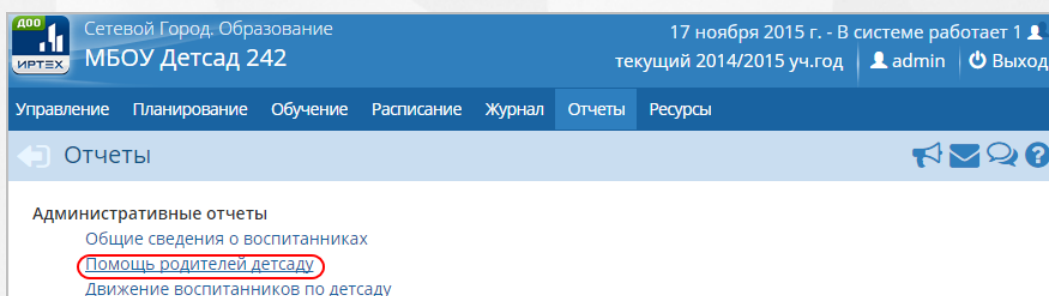 ДОО
ИРТЕХ
Сетевой Город. Образование
МБОУ Детсад 242
17 ноября 2015 г. - В системе работает 1
текущий 2014/2015 уч.год admin Выход
Управление Планирование Обучение Расписание Журнал Отчеты Ресурсы
Отчеты
Административные отчеты
Общие сведения о воспитанниках
Помощь родителей детсаду
Движение воспитанников по детсаду